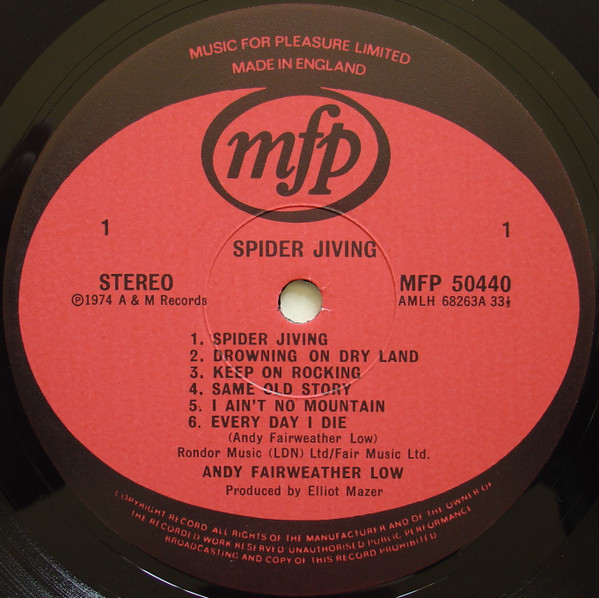 MUSIC FOR PLEASURE LIMITED
MADE IN ENGLAND
mfp
1 1
SPIDER JIVING
STEREO MFP 50440
Ⓟ1974 A & M Records AMLH 68263A 33⅓
1. SPIDER JIVING
2. DROWNING ON DRY LAND
3. KEEP ON ROCKING
4. SAME OLD STORY
5. I AIN'T NO MOUNTAIN
6. EVERY DAY I DIE
(Andy Fairweather Low)
Rondor Music (LDN) Ltd/Fair Music Ltd.
ANDY FAIRWEATHER LOW
Produced by Elliot Mazer
COPYRIGHT RECORD ALL RIGHTS OF THE MANUFACTURER AND OF THE OWNER OF
THE RECORDED WORK RESERVED UNAUTHORISED PUBLIC PERFORMANCE
BROADCASTING AND COPY OF THIS RECORD PROHIBITED